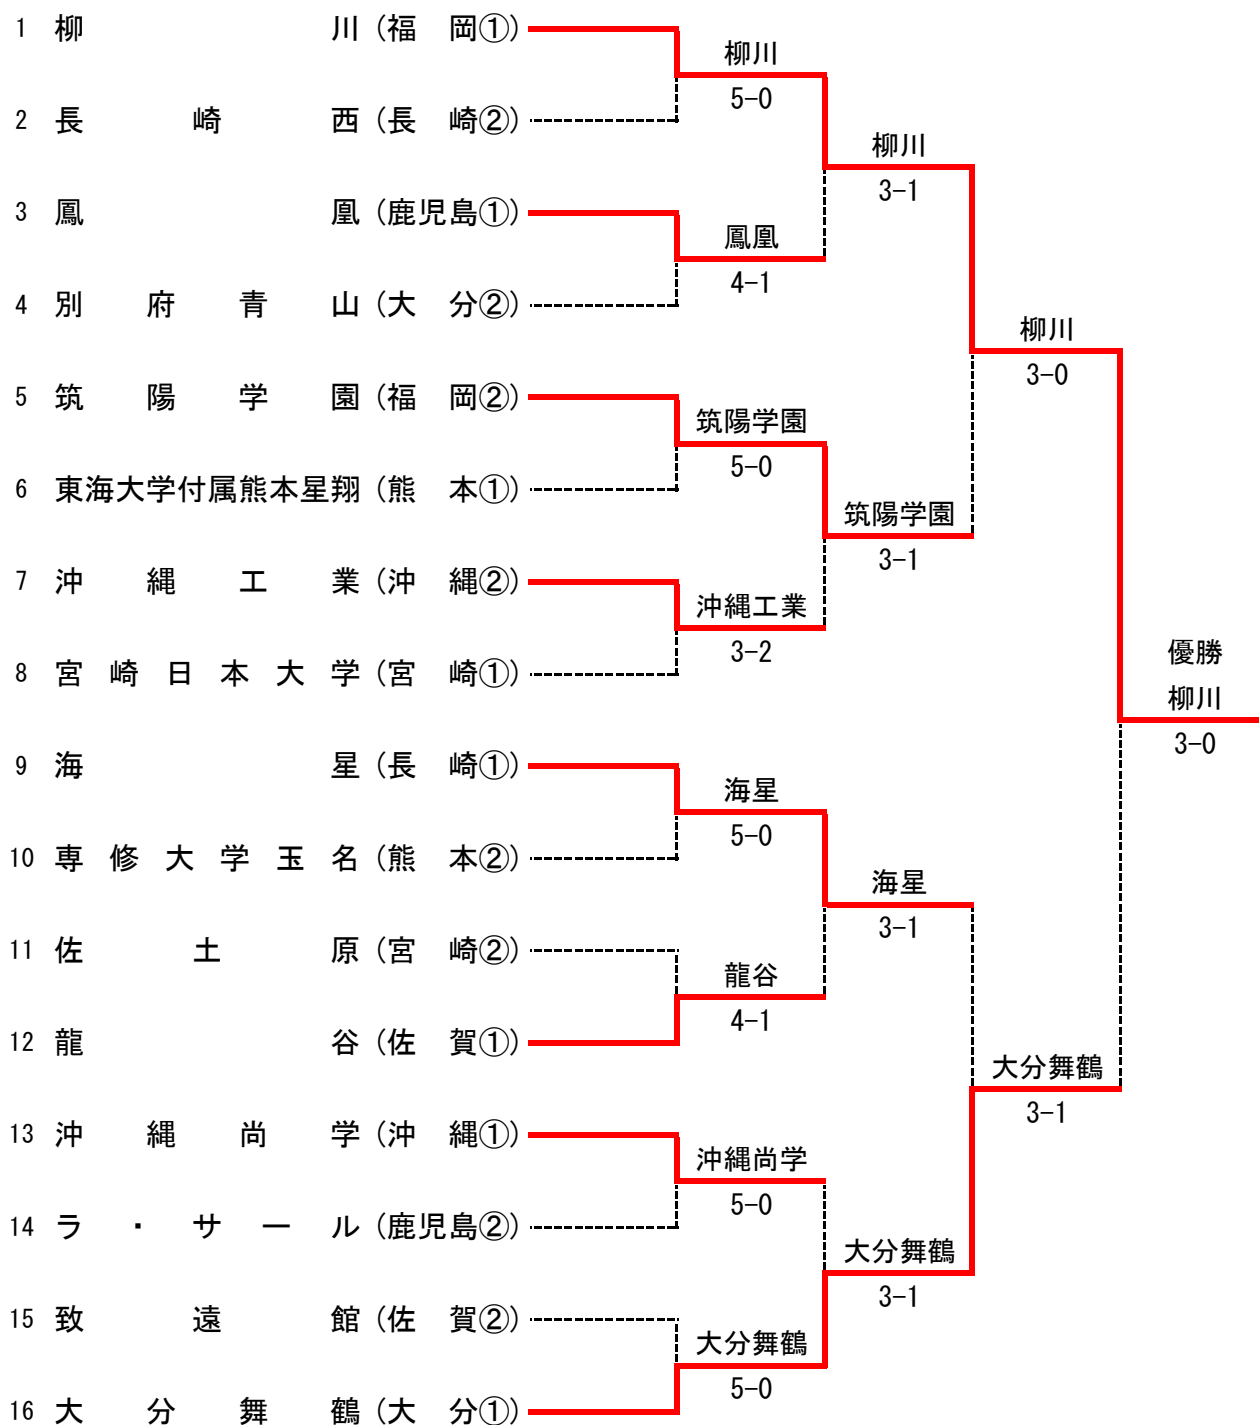 1 柳川(福岡①)
2 長崎西(長崎②)
3 鳳凰(鹿児島①)
4 別府青山(大分②)
5 筑陽学園(福岡②)
6 東海大学付属熊本星翔(熊本①)
7 沖縄工業(沖縄②)
8 宮崎日本大学(宮崎①)
9 海星(長崎①)
10 専修大学玉名(熊本②)
11 佐土原(宮崎②)
12 龍谷(佐賀①)
13 沖縄尚学(沖縄①)
14 ラ・サール(鹿児島②)
15 致遠館(佐賀②)
16 大分舞鶴(大分①)
柳川
5-0
鳳凰
4-1
筑陽学園
5-0
沖縄工業
3-2
海星
5-0
龍谷
4-1
沖縄尚学
5-0
大分舞鶴
5-0
柳川
3-1
筑陽学園
3-1
海星
3-1
大分舞鶴
3-1
柳川
3-0
大分舞鶴
3-1
優勝
柳川
3-0